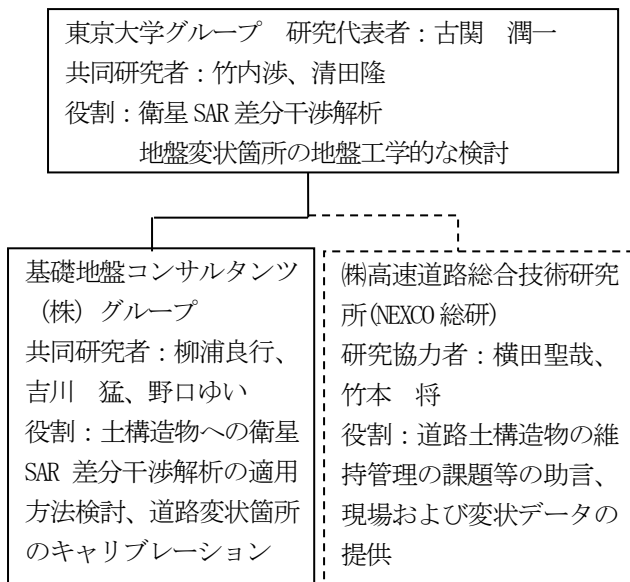 東京大学グループ　研究代表者：古関　潤一
共同研究者：竹内渉、清田隆
役割：衛星 SAR 差分干渉解析
地盤変状箇所の地盤工学的な検討
基礎地盤コンサルタンツ
（株）グループ
共同研究者：柳浦良行、
吉川　猛、野口ゆい
役割：土構造物への衛星
SAR 差分干渉解析の適用
方法検討、道路変状箇所
のキャリブレーション
㈱高速道路総合技術研究
所(NEXCO 総研)
研究協力者：横田聖哉、
竹本　将
役割：道路土構造物の維
持管理の課題等の助言、
現場および変状データの
提供